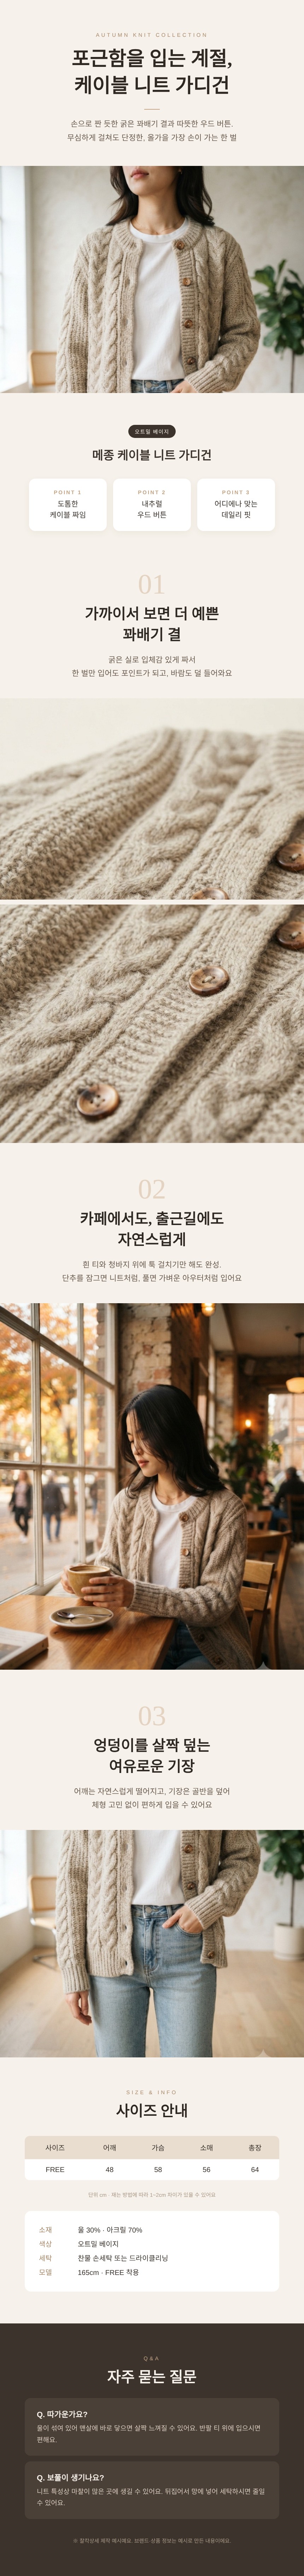 AUTUMN KNIT COLLECTION
포근함을 입는 계절,
케이블 니트 가디건
손으로 짠 듯한 굵은 꽈배기 결과 따뜻한 우드 버튼.
무심하게 걸쳐도 단정한, 올가을 가장 손이 가는 한 벌
오트밀 베이지
메종 케이블 니트 가디건
POINT 1
도톰한
케이블 짜임
POINT 2
내추럴
우드 버튼
POINT 3
어디에나 맞는
데일리 핏
01
가까이서 보면 더 예쁜
꽈배기 결
굵은 실로 입체감 있게 짜서
한 벌만 입어도 포인트가 되고, 바람도 덜 들어와요
02
카페에서도, 출근길에도
자연스럽게
흰 티와 청바지 위에 툭 걸치기만 해도 완성.
단추를 잠그면 니트처럼, 풀면 가벼운 아우터처럼 입어요
03
엉덩이를 살짝 덮는
여유로운 기장
어깨는 자연스럽게 떨어지고, 기장은 골반을 덮어
체형 고민 없이 편하게 입을 수 있어요
SIZE & INFO
사이즈 안내
사이즈 어깨 가슴 소매 총장
FREE 48 58 56 64
단위 cm · 재는 방법에 따라 1~2cm 차이가 있을 수 있어요
소재 울 30% · 아크릴 70%
색상 오트밀 베이지
세탁 찬물 손세탁 또는 드라이클리닝
모델 165cm · FREE 착용
Q&A
자주 묻는 질문
Q. 따가운가요?
울이 섞여 있어 맨살에 바로 닿으면 살짝 느껴질 수 있어요. 반팔 티 위에 입으시면
편해요.
Q. 보풀이 생기나요?
니트 특성상 마찰이 많은 곳에 생길 수 있어요. 뒤집어서 망에 넣어 세탁하시면 줄일
수 있어요.